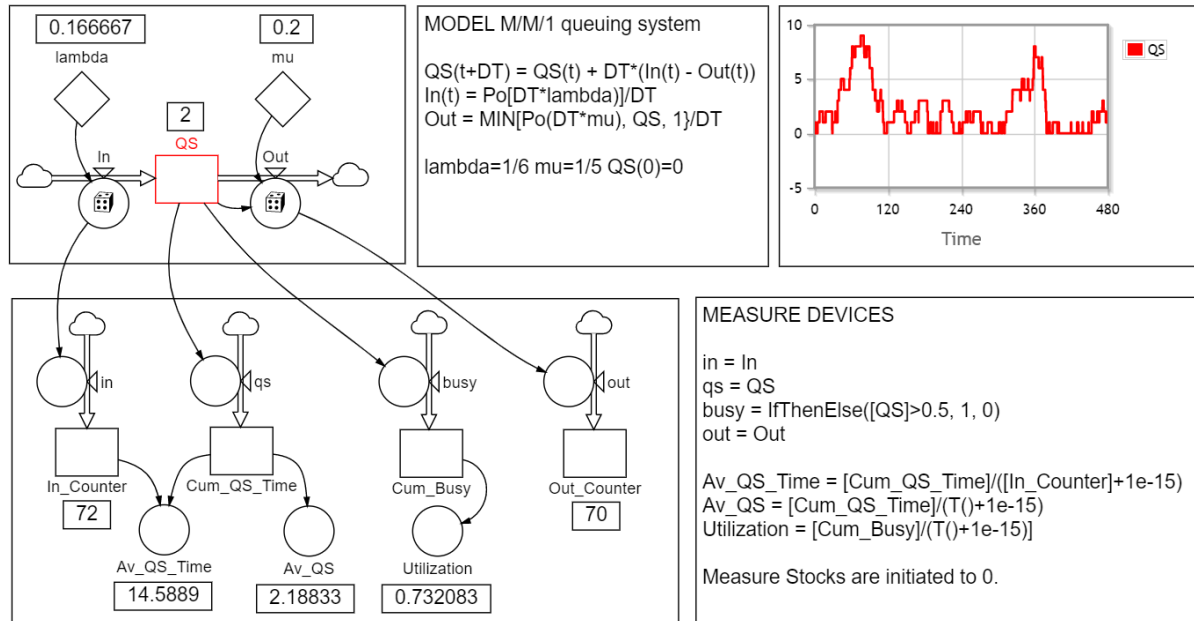 0.166667
lambda
0.2
mu
2
QS
In
Out
MODEL M/M/1 queuing system
QS(t+DT) = QS(t) + DT*(In(t) - Out(t))
In(t) = Po[DT*lambda)]/DT
Out = MIN[Po(DT*mu), QS, 1}/DT
lambda=1/6 mu=1/5 QS(0)=0
10
5
0
-5
0 120 240 360 480
Time
QS
in
qs
busy
out
In_Counter
Cum_QS_Time
Cum_Busy
Out_Counter
72
70
Av_QS_Time
Av_QS
Utilization
14.5889
2.18833
0.732083
MEASURE DEVICES
in = In
qs = QS
busy = IfThenElse([QS]>0.5, 1, 0)
out = Out
Av_QS_Time = [Cum_QS_Time]/([In_Counter]+1e-15)
Av_QS = [Cum_QS_Time]/(T()+1e-15)
Utilization = [Cum_Busy]/(T()+1e-15)]
Measure Stocks are initiated to 0.